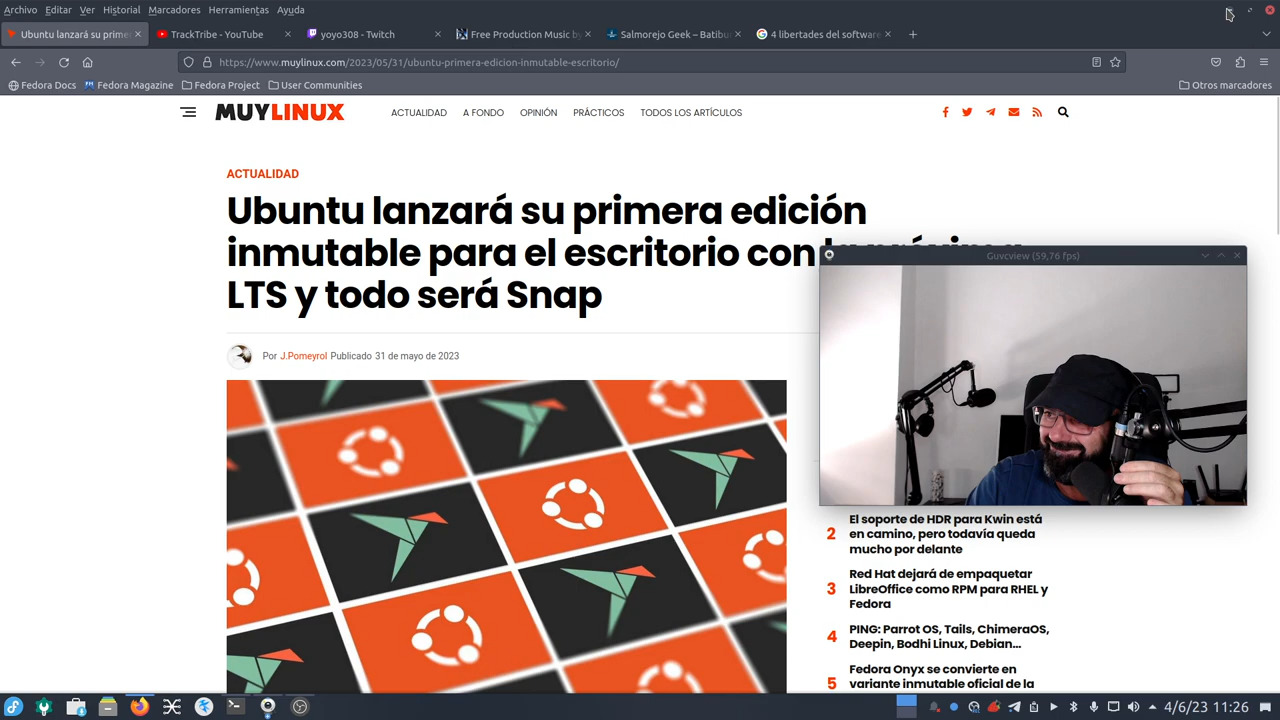 Archivo Editar Ver Historial Marcadores Herramientas Ayuda
Ubuntu lanzará su prime
TrackTribe - YouTube
yoyo308 - Twitch
Free Production Music by
Salmorejo Geek – Batibur
4 libertades del software
https://www.muylinux.com/2023/05/31/ubuntu-primera-edicion-inmutable-escritorio/
Fedora Docs Fedora Magazine Fedora Project User Communities Otros marcadores
MUYLINUX
ACTUALIDAD A FONDO OPINIÓN PRÁCTICOS TODOS LOS ARTÍCULOS
ACTUALIDAD
Ubuntu lanzará su primera edición
inmutable para el escritorio con
LTS y todo será Snap
Por J.Pomeyrol Publicado 31 de mayo de 2023
Guvcview (59,76 fps)
2 El soporte de HDR para Kwin está
en camino, pero todavía queda
mucho por delante
3 Red Hat dejará de empaquetar
LibreOffice como RPM para RHEL y
Fedora
4 PING: Parrot OS, Tails, ChimeraOS,
Deepin, Bodhi Linux, Debian...
5 Fedora Onyx se convierte en
variante inmutable oficial de la
4/6/23 11:26